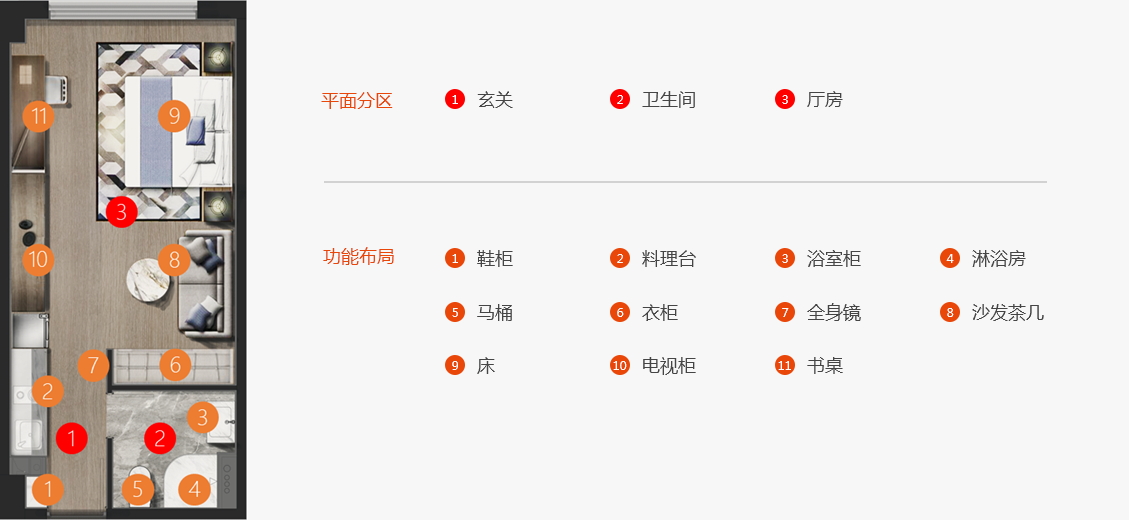 平面分区 1 玄关 2 卫生间 3 厅房
功能布局 1 鞋柜 2 料理台 3 浴室柜 4 淋浴房
5 马桶 6 衣柜 7 全身镜 8 沙发茶几
9 床 10 电视柜 11 书桌
11 9
3
10 8
7 6
2
3
1 2
1 5 4